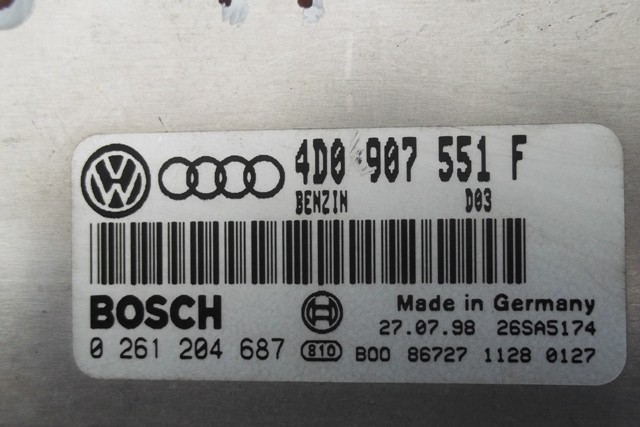 4D0 907 551 F
BENZIN D03
BOSCH
Made in Germany
27.07.98 26SA5174
0 261 204 687 810 B00 86727 1128 0127